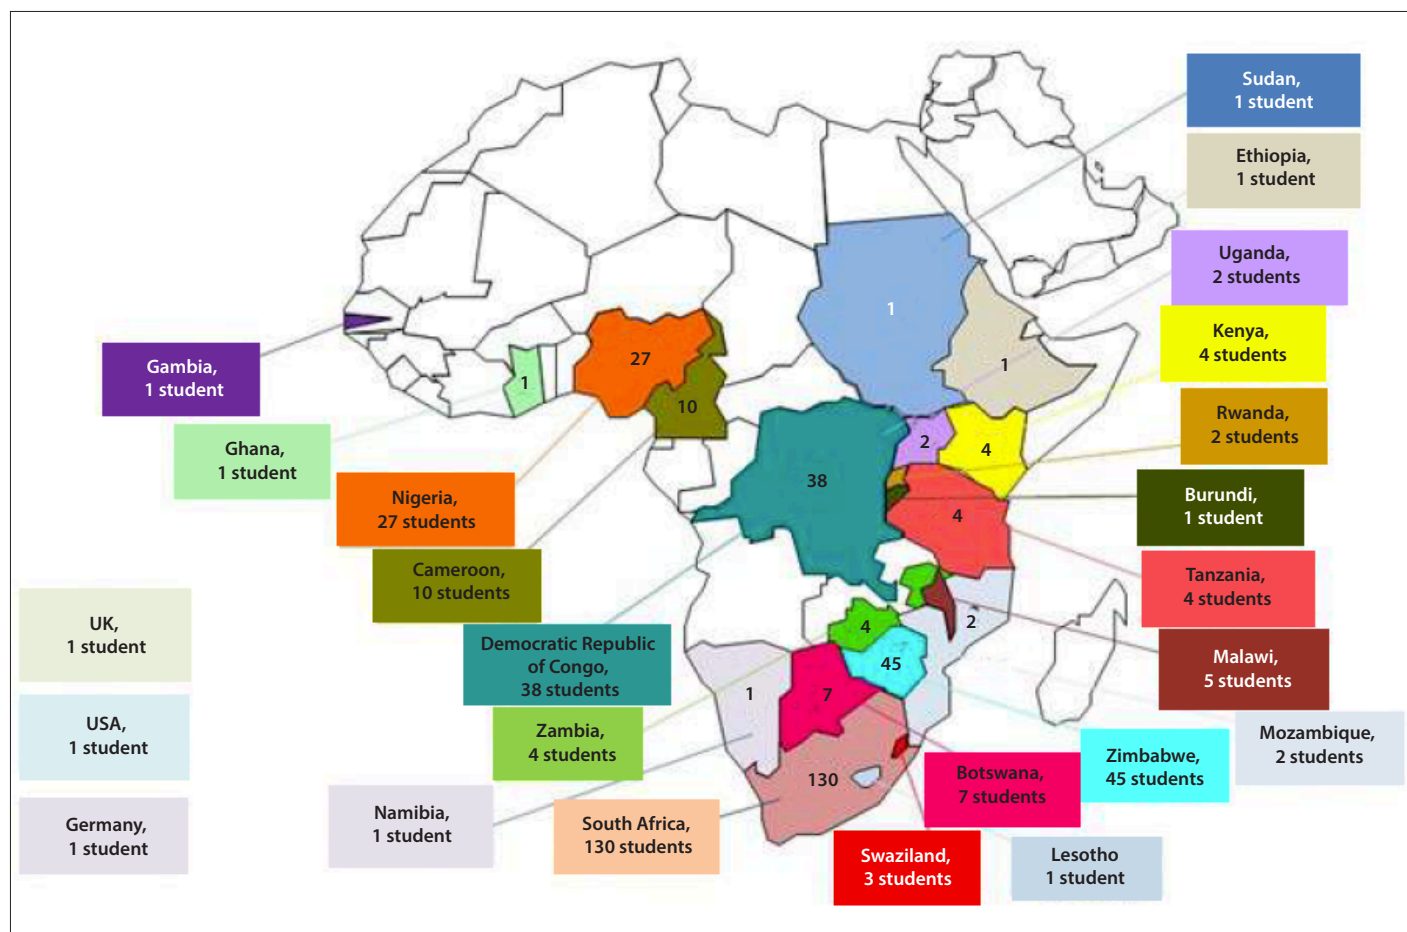 Sudan,
1 student
Ethiopia,
1 student
Uganda,
2 students
Kenya,
4 students
Rwanda,
2 students
Burundi,
1 student
Tanzania,
4 students
Malawi,
5 students
Mozambique,
2 students
Zimbabwe,
45 students
Botswana,
7 students
Lesotho
1 student
Swaziland,
3 students
South Africa,
130 students
Namibia,
1 student
Zambia,
4 students
Democratic Republic
of Congo,
38 students
Cameroon,
10 students
Nigeria,
27 students
Ghana,
1 student
Gambia,
1 student
UK,
1 student
USA,
1 student
Germany,
1 student
1
1
27
1
10
2
4
38
4
4
2
45
1
7
130